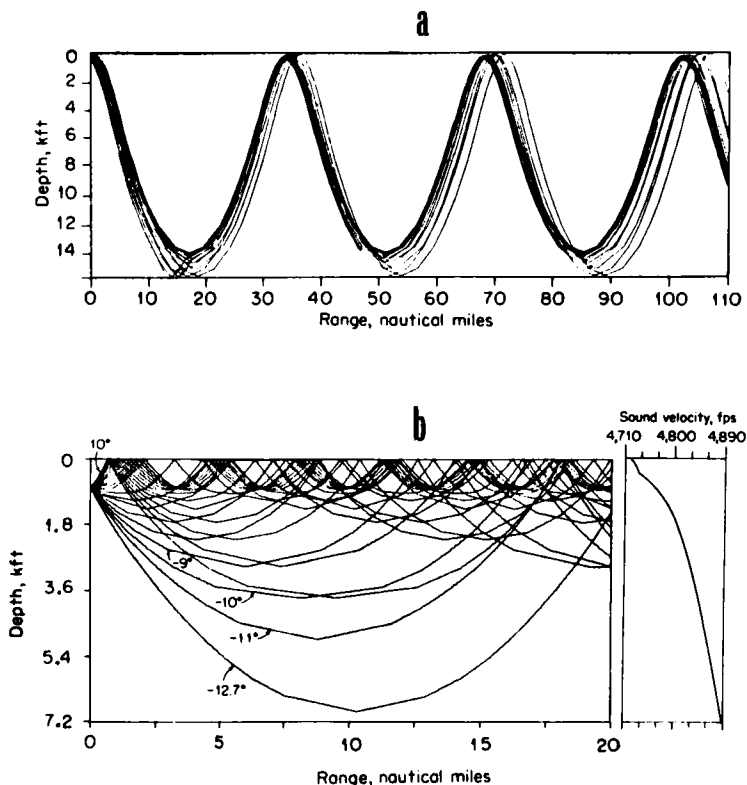 a
Depth, kft
0
2
4
6
8
10
12
14
0 10 20 30 40 50 60 70 80 90 100 110
Range, nautical miles
b
Sound velocity, fps
4,710 4,800 4,890
10°
Depth, kft
0
1.8
3.6
5.4
7.2
-9°
-10°
-11°
-12.7°
0 5 10 15 20
Range, nautical miles